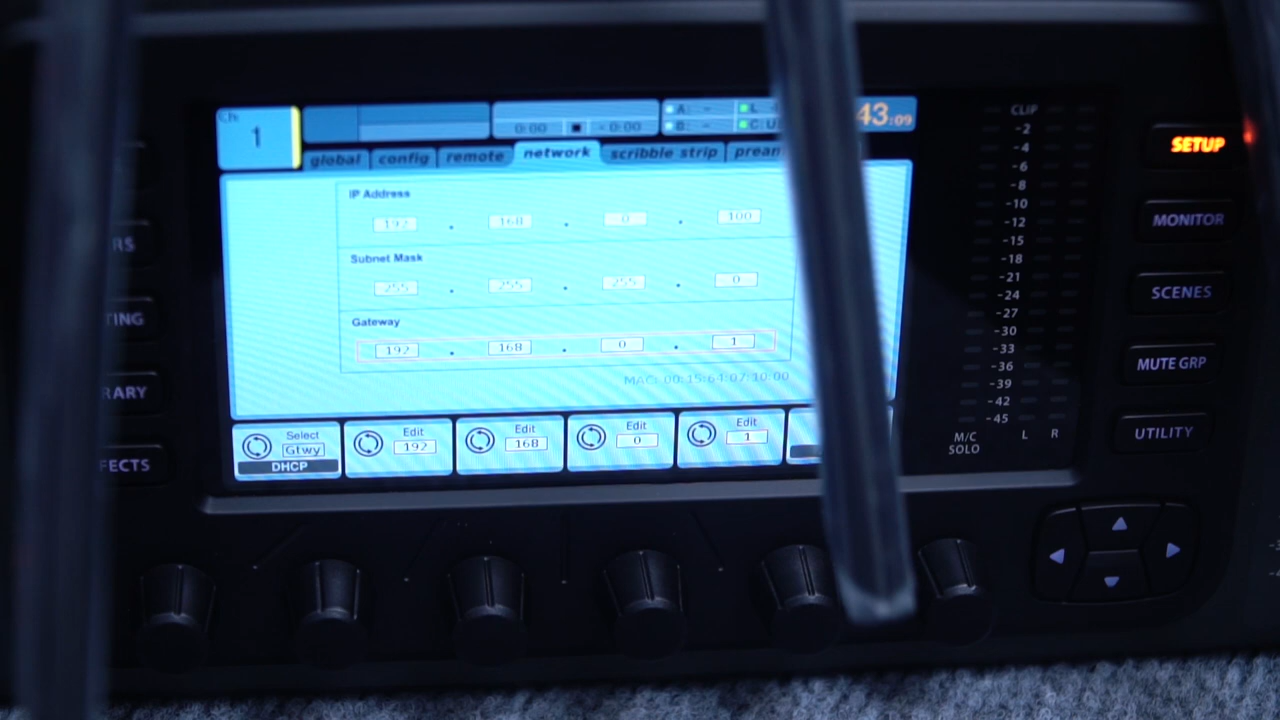 Ch
1
0:00 -0:00
A: -
B: -
L
C
43:09
global config remote network scribble strip
IP Address
192 . 168 . 0 . 100
Subnet Mask
255 . 255 . 255 . 0
Gateway
192 . 168 . 0 . 1
MAC: 00:15:64:07:10:00
Select Gtwy DHCP
Edit 192
Edit 168
Edit 0
Edit 1
CLIP
-2
-4
-6
-8
-10
-12
-15
-18
-21
-24
-27
-30
-33
-36
-39
-42
-45
M/C SOLO
L R
SETUP
MONITOR
SCENES
MUTE GRP
UTILITY
RS
TING
RARY
FECTS